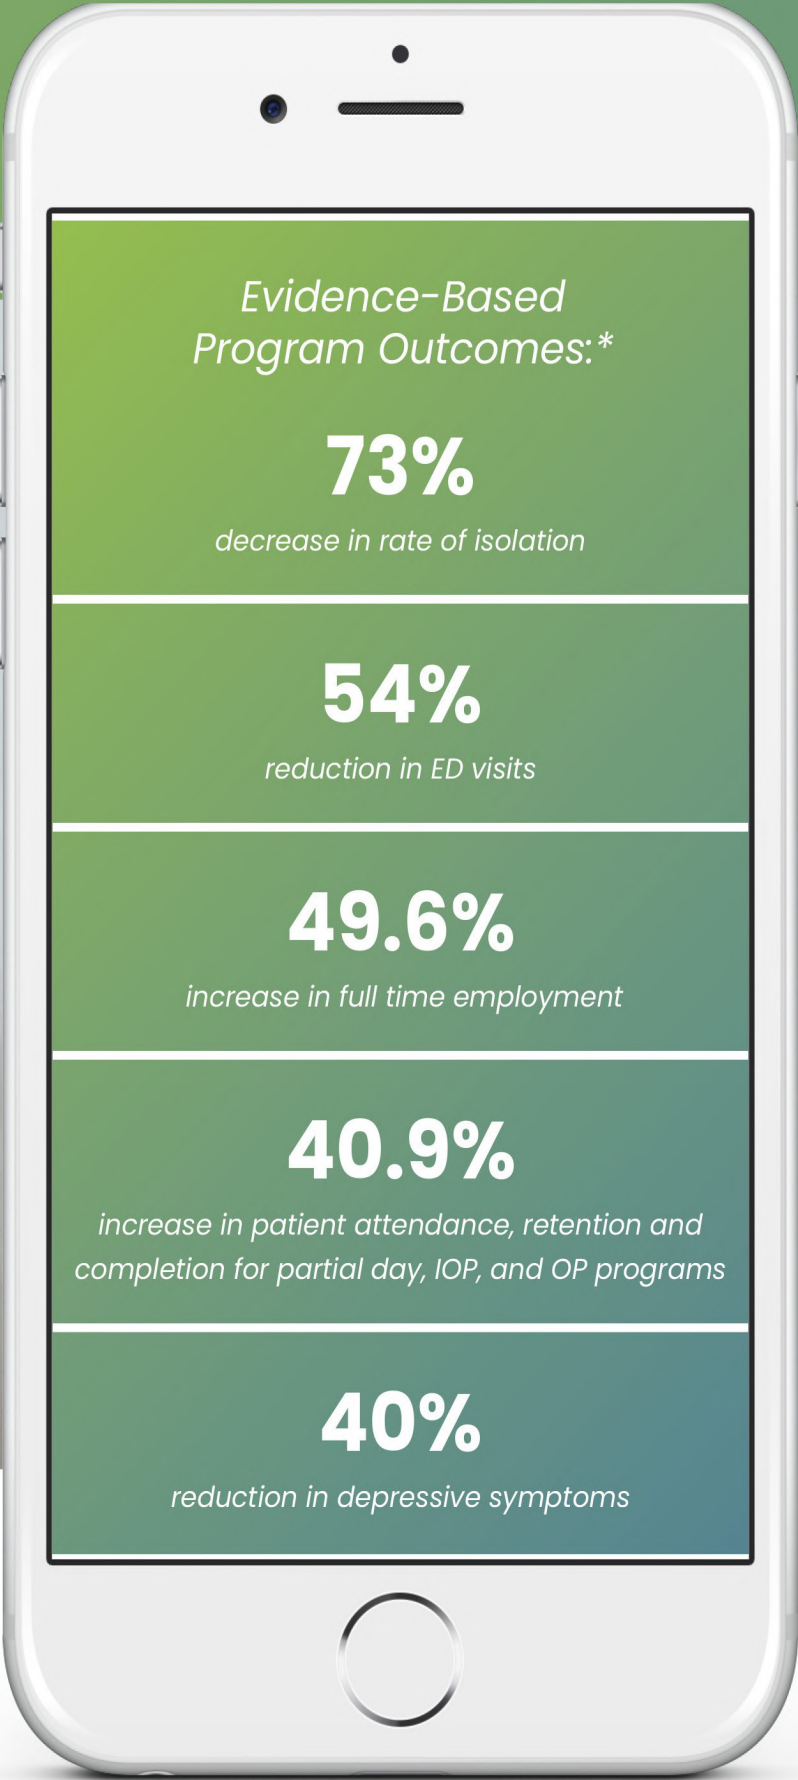 Evidence-Based
Program Outcomes:*
73%
decrease in rate of isolation
54%
reduction in ED visits
49.6%
increase in full time employment
40.9%
increase in patient attendance, retention and
completion for partial day, IOP, and OP programs
40%
reduction in depressive symptoms